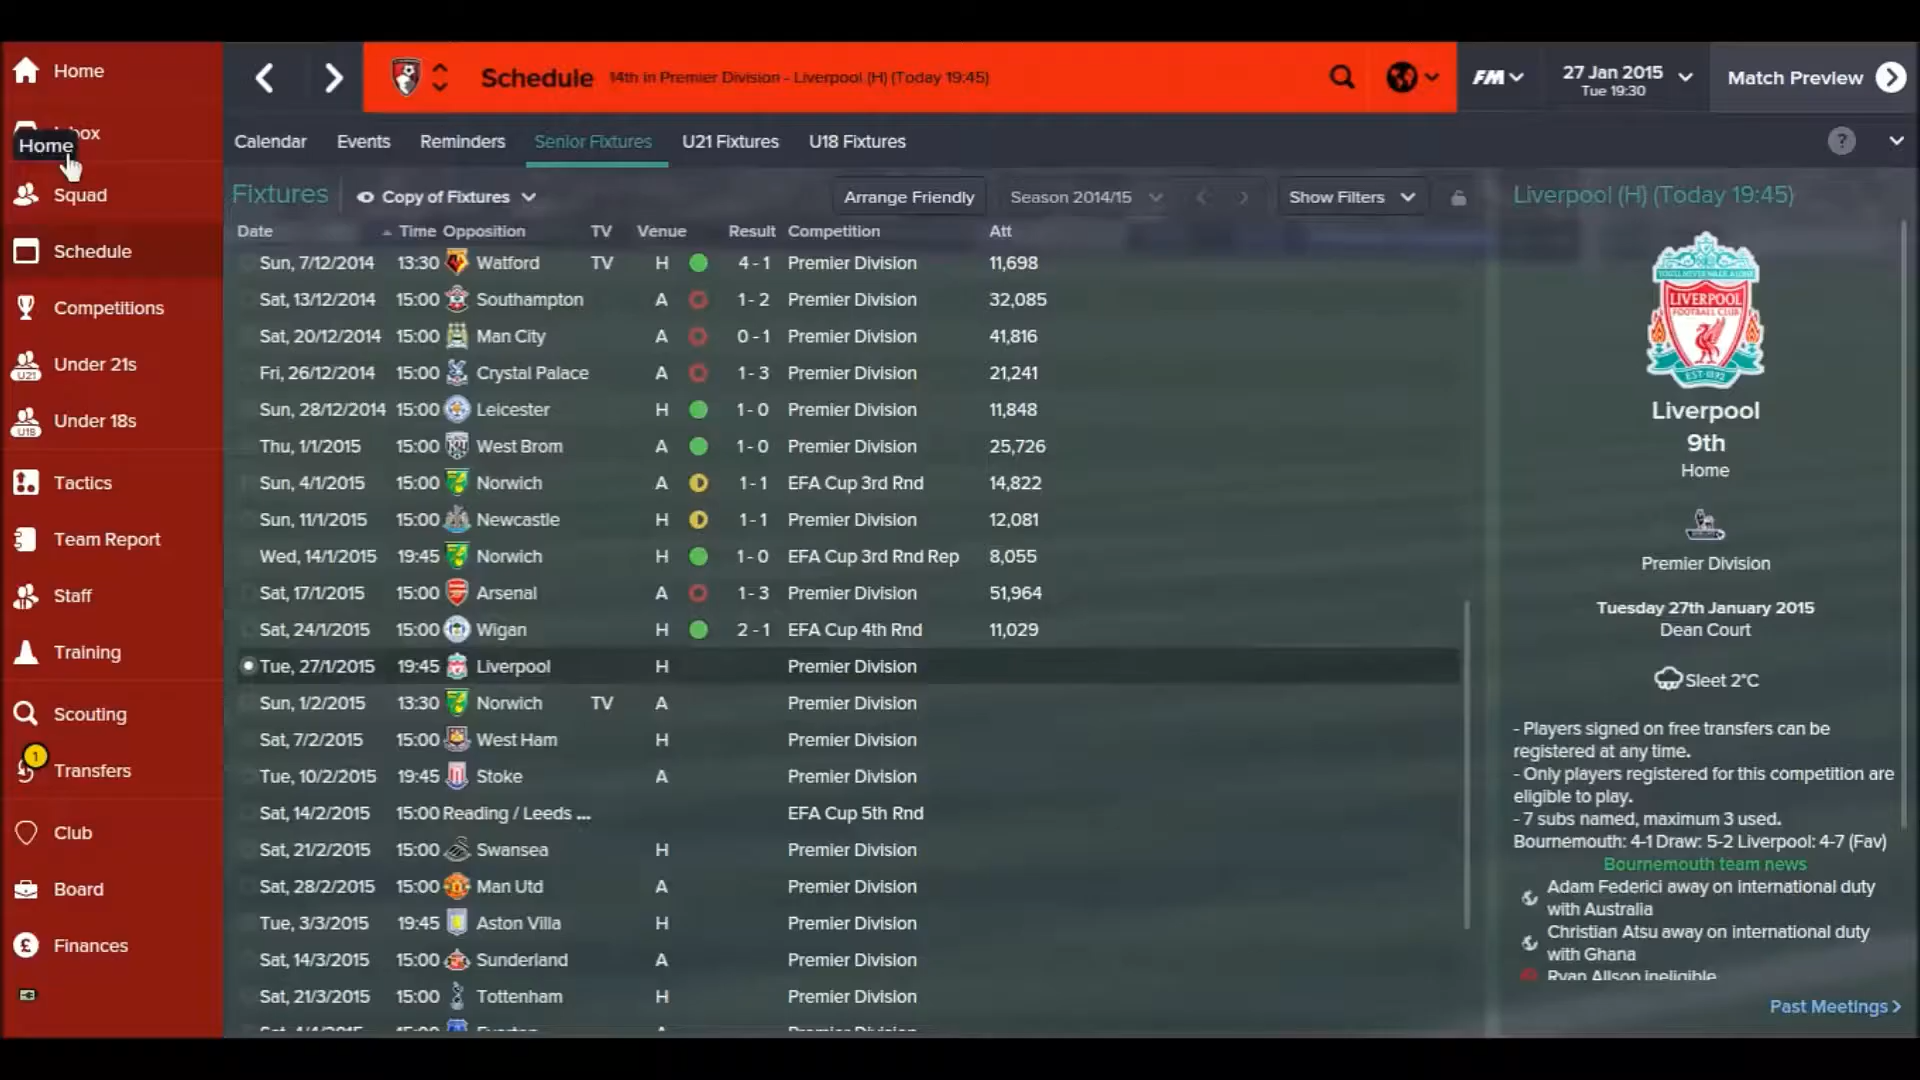 Home
Schedule 14th in Premier Division - Liverpool (H) (Today 19:45)
FM
27 Jan 2015
Tue 19:30
Match Preview
Inbox
Home
Squad
Schedule
Competitions
U21 Under 21s
U18 Under 18s
Tactics
Team Report
Staff
Training
Scouting
1
Transfers
Club
Board
£ Finances
Calendar Events Reminders Senior Fixtures U21 Fixtures U18 Fixtures ?
Fixtures Copy of Fixtures Arrange Friendly Season 2014/15 Show Filters
Date Time Opposition TV Venue Result Competition Att
Sun, 7/12/2014 13:30 Watford TV H 4 - 1 Premier Division 11,698
Sat, 13/12/2014 15:00 Southampton A 1 - 2 Premier Division 32,085
Sat, 20/12/2014 15:00 Man City A 0 - 1 Premier Division 41,816
Fri, 26/12/2014 15:00 Crystal Palace A 1 - 3 Premier Division 21,241
Sun, 28/12/2014 15:00 Leicester H 1 - 0 Premier Division 11,848
Thu, 1/1/2015 15:00 West Brom A 1 - 0 Premier Division 25,726
Sun, 4/1/2015 15:00 Norwich A 1 - 1 EFA Cup 3rd Rnd 14,822
Sun, 11/1/2015 15:00 Newcastle H 1 - 1 Premier Division 12,081
Wed, 14/1/2015 19:45 Norwich H 1 - 0 EFA Cup 3rd Rnd Rep 8,055
Sat, 17/1/2015 15:00 Arsenal A 1 - 3 Premier Division 51,964
Sat, 24/1/2015 15:00 Wigan H 2 - 1 EFA Cup 4th Rnd 11,029
Tue, 27/1/2015 19:45 Liverpool H Premier Division
Sun, 1/2/2015 13:30 Norwich TV A Premier Division
Sat, 7/2/2015 15:00 West Ham H Premier Division
Tue, 10/2/2015 19:45 Stoke A Premier Division
Sat, 14/2/2015 15:00 Reading / Leeds ... EFA Cup 5th Rnd
Sat, 21/2/2015 15:00 Swansea H Premier Division
Sat, 28/2/2015 15:00 Man Utd A Premier Division
Tue, 3/3/2015 19:45 Aston Villa H Premier Division
Sat, 14/3/2015 15:00 Sunderland A Premier Division
Sat, 21/3/2015 15:00 Tottenham H Premier Division
Liverpool (H) (Today 19:45)
LIVERPOOL
FOOTBALL CLUB
EST·1892
Liverpool
9th
Home
Premier Division
Tuesday 27th January 2015
Dean Court
Sleet 2°C
- Players signed on free transfers can be
registered at any time.
- Only players registered for this competition are
eligible to play.
- 7 subs named, maximum 3 used.
Bournemouth: 4-1 Draw: 5-2 Liverpool: 4-7 (Fav)
Bournemouth team news
Adam Federici away on international duty
with Australia
Christian Atsu away on international duty
with Ghana
Ryan Allsop ineligible
Past Meetings >